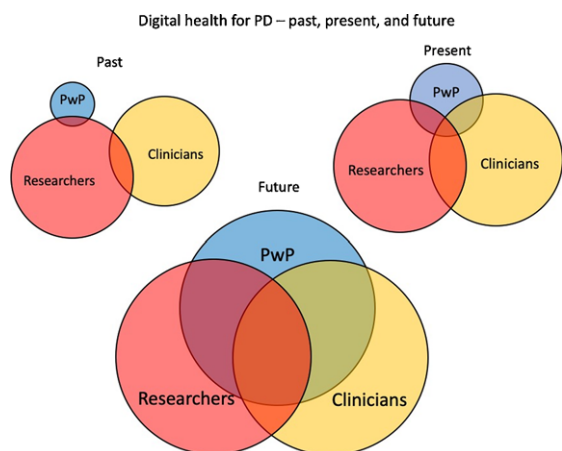 Digital health for PD – past, present, and future
Past
PwP
Researchers
Clinicians
Present
PwP
Researchers
Clinicians
Future
PwP
Researchers
Clinicians